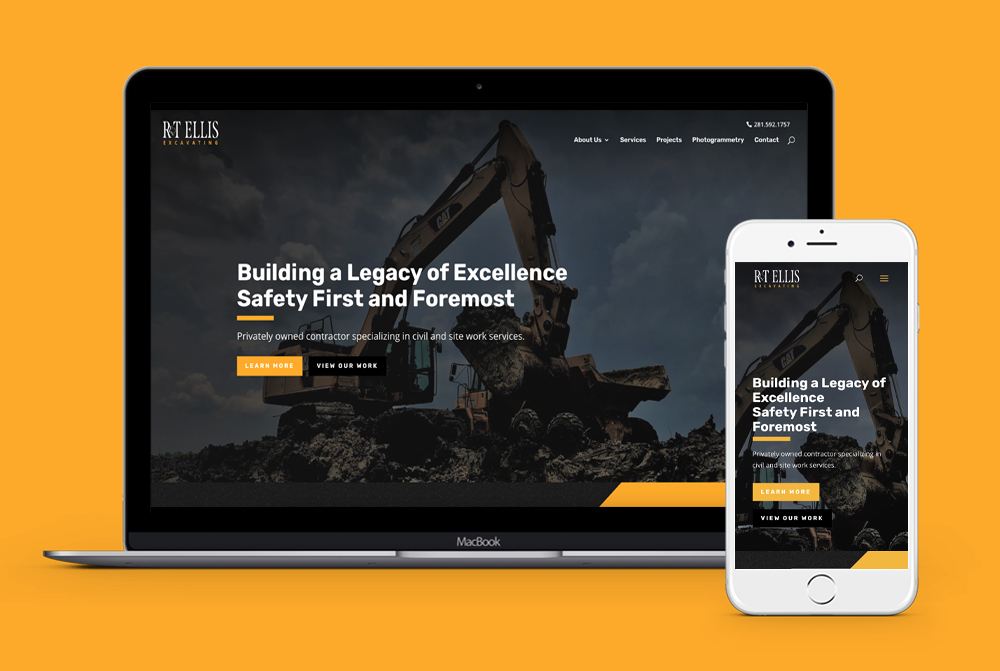 R&T ELLIS
EXCAVATING
281.592.1757
About Us Services Projects Photogrammetry Contact
CAT
Building a Legacy of Excellence
Safety First and Foremost
Privately owned contractor specializing in civil and site work services.
LEARN MORE VIEW OUR WORK
MacBook
R&T ELLIS
EXCAVATING
CAT
Building a Legacy of
Excellence
Safety First and
Foremost
Privately owned contractor specializing in
civil and site work services.
LEARN MORE
VIEW OUR WORK